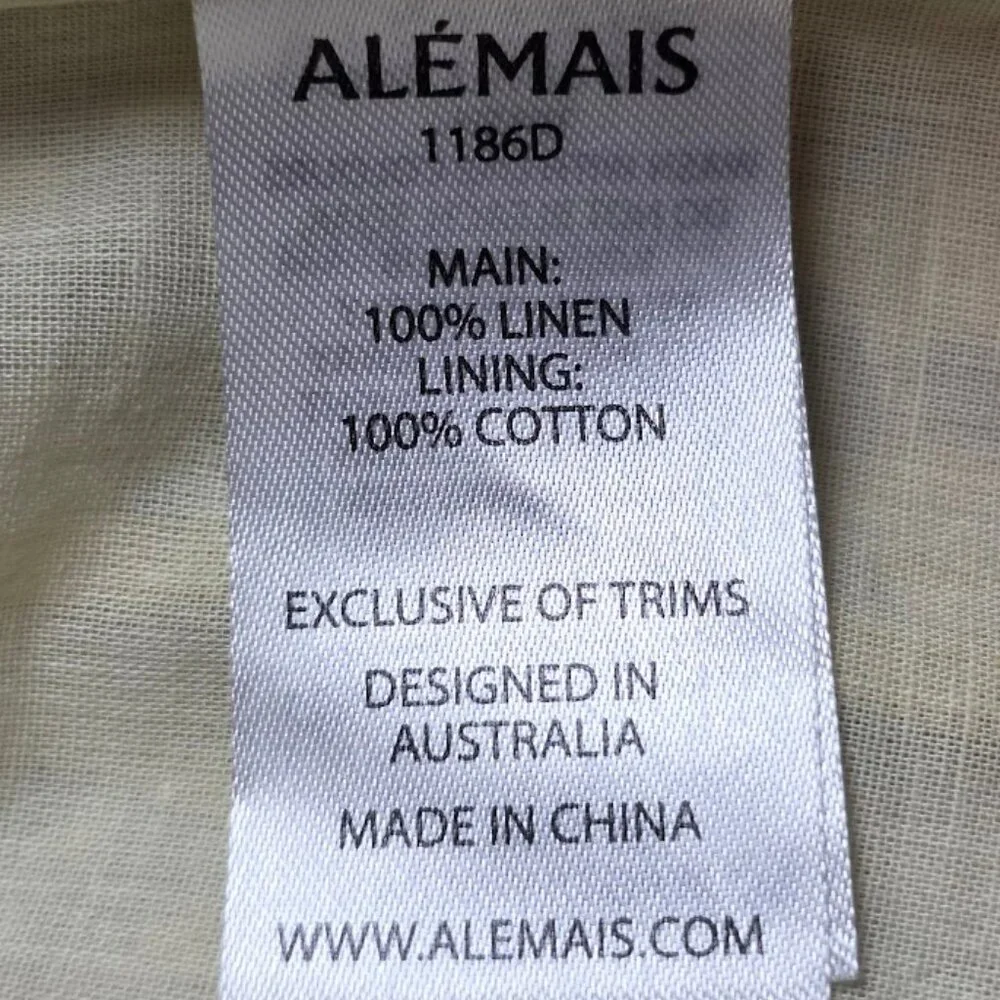 ALÉMAIS
1186D
MAIN:
100% LINEN
LINING:
100% COTTON
EXCLUSIVE OF TRIMS
DESIGNED IN
AUSTRALIA
MADE IN CHINA
WWW.ALEMAIS.COM